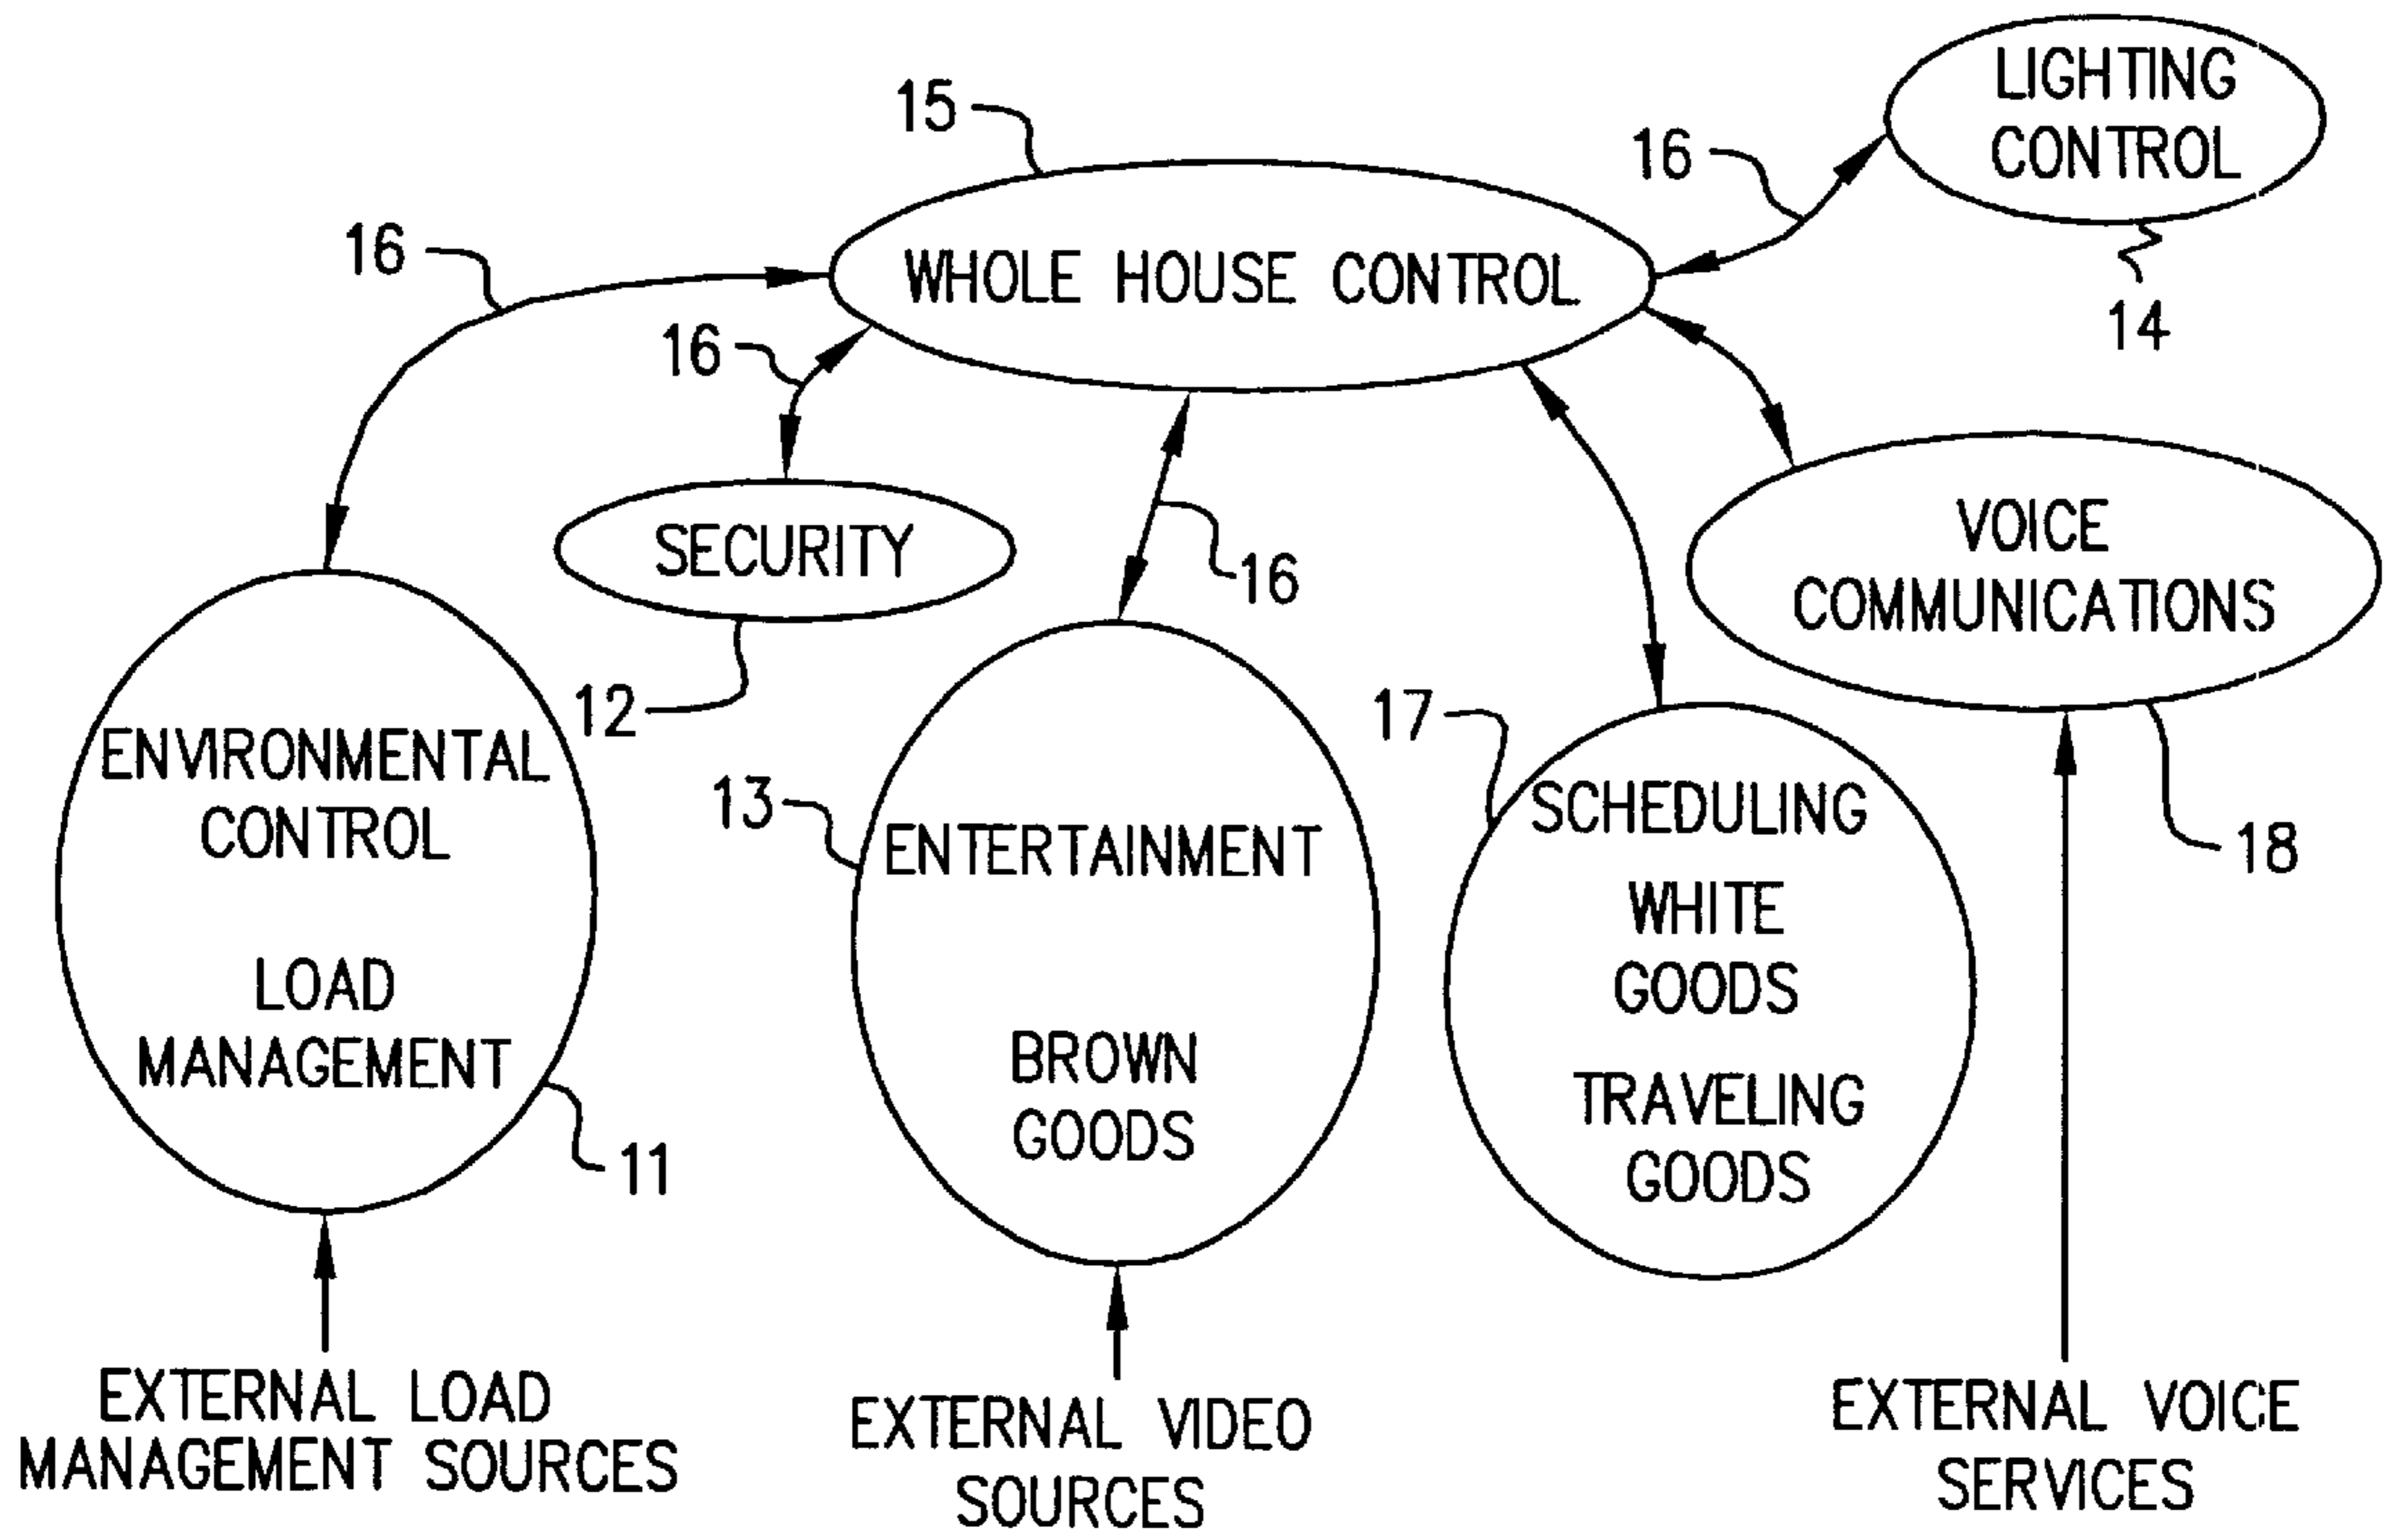 LIGHTING
CONTROL
15
16
16
WHOLE HOUSE CONTROL
14
16
SECURITY
16
VOICE
COMMUNICATIONS
12
17
13
ENVIRONMENTAL
CONTROL
ENTERTAINMENT
SCHEDULING
18
WHITE
GOODS
LOAD
MANAGEMENT
BROWN
GOODS
TRAVELING
GOODS
11
EXTERNAL LOAD
MANAGEMENT SOURCES
EXTERNAL VIDEO
SOURCES
EXTERNAL VOICE
SERVICES